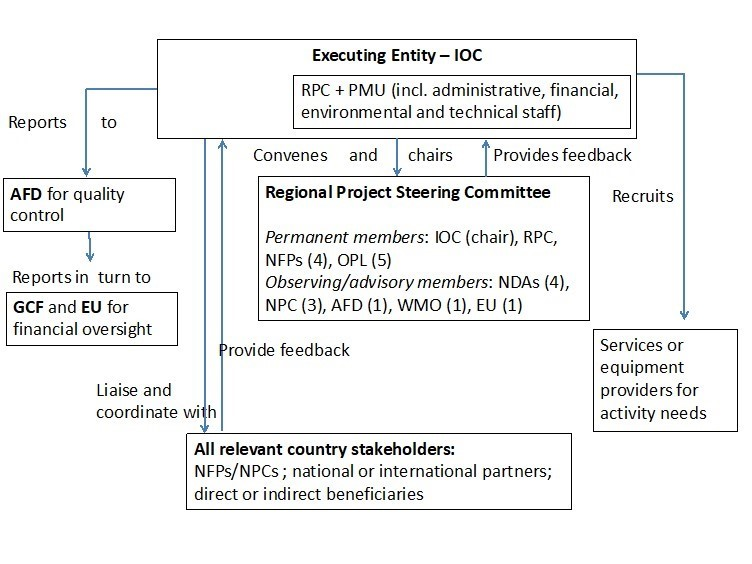 Executing Entity – IOC
RPC + PMU (incl. administrative, financial,
environmental and technical staff)
Reports to
Convenes and chairs
Provides feedback
AFD for quality
control
Regional Project Steering Committee
Permanent members: IOC (chair), RPC,
NFPs (4), OPL (5)
Observing/advisory members: NDAs (4),
NPC (3), AFD (1), WMO (1), EU (1)
Recruits
Reports in turn to
GCF and EU for
financial oversight
Provide feedback
Services or
equipment
providers for
activity needs
Liaise and
coordinate with
All relevant country stakeholders:
NFPs/NPCs ; national or international partners;
direct or indirect beneficiaries